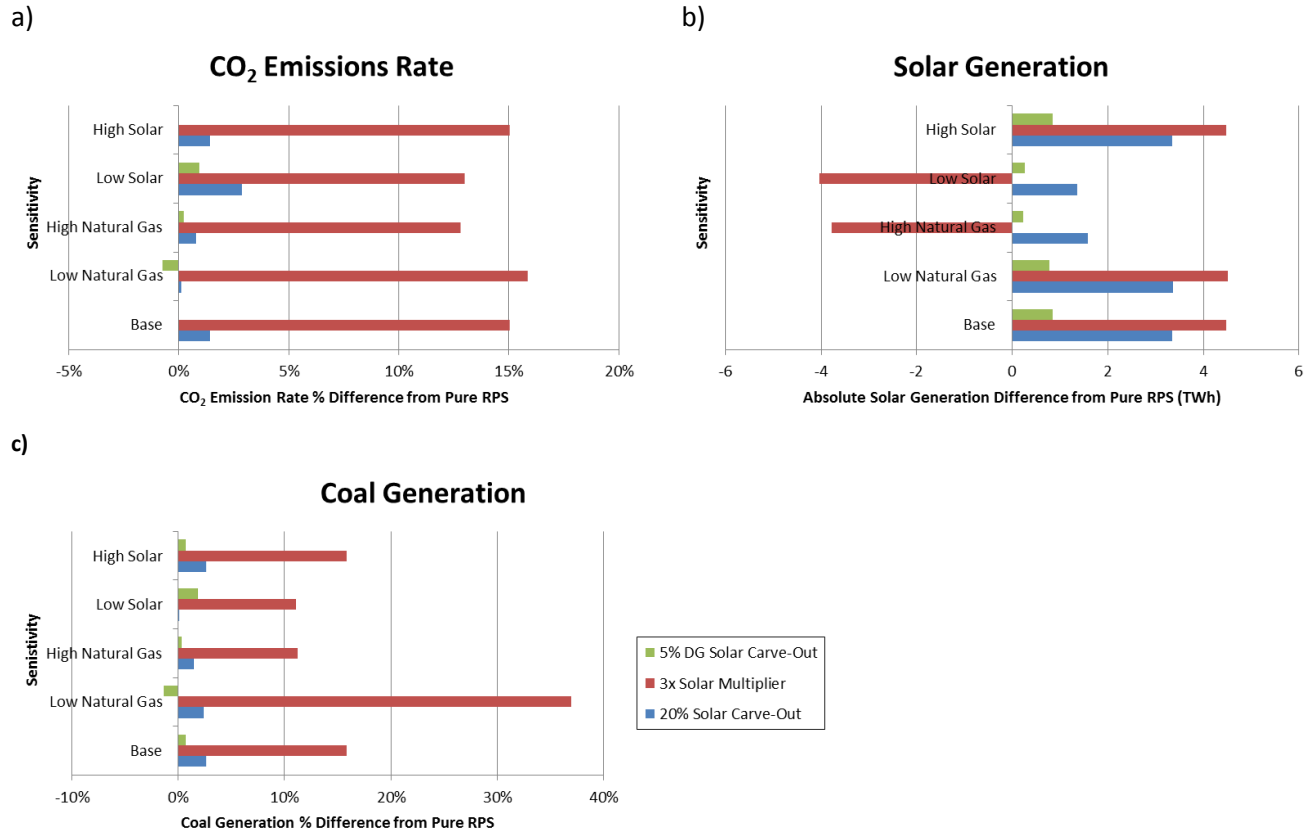 a)
CO₂ Emissions Rate
Sensitivity
High Solar
Low Solar
High Natural Gas
Low Natural Gas
Base
-5% 0% 5% 10% 15% 20%
CO₂ Emission Rate % Difference from Pure RPS
b)
Solar Generation
Sensitivity
High Solar
Low Solar
High Natural Gas
Low Natural Gas
Base
-6 -4 -2 0 2 4 6
Absolute Solar Generation Difference from Pure RPS (TWh)
c)
Coal Generation
Senistivity
High Solar
Low Solar
High Natural Gas
Low Natural Gas
Base
-10% 0% 10% 20% 30% 40%
Coal Generation % Difference from Pure RPS
5% DG Solar Carve-Out
3x Solar Multiplier
20% Solar Carve-Out